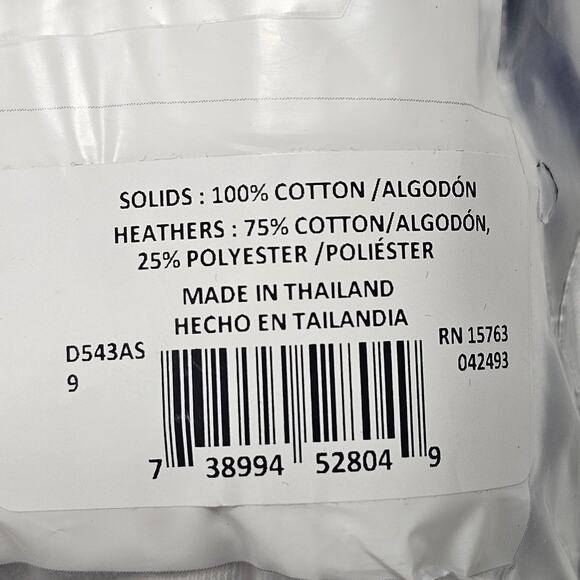 SOLIDS : 100% COTTON /ALGODÓN
HEATHERS : 75% COTTON/ALGODÓN,
25% POLYESTER /POLIÉSTER
MADE IN THAILAND
HECHO EN TAILANDIA
D543AS
9
RN 15763
042493
7 38994 52804 9